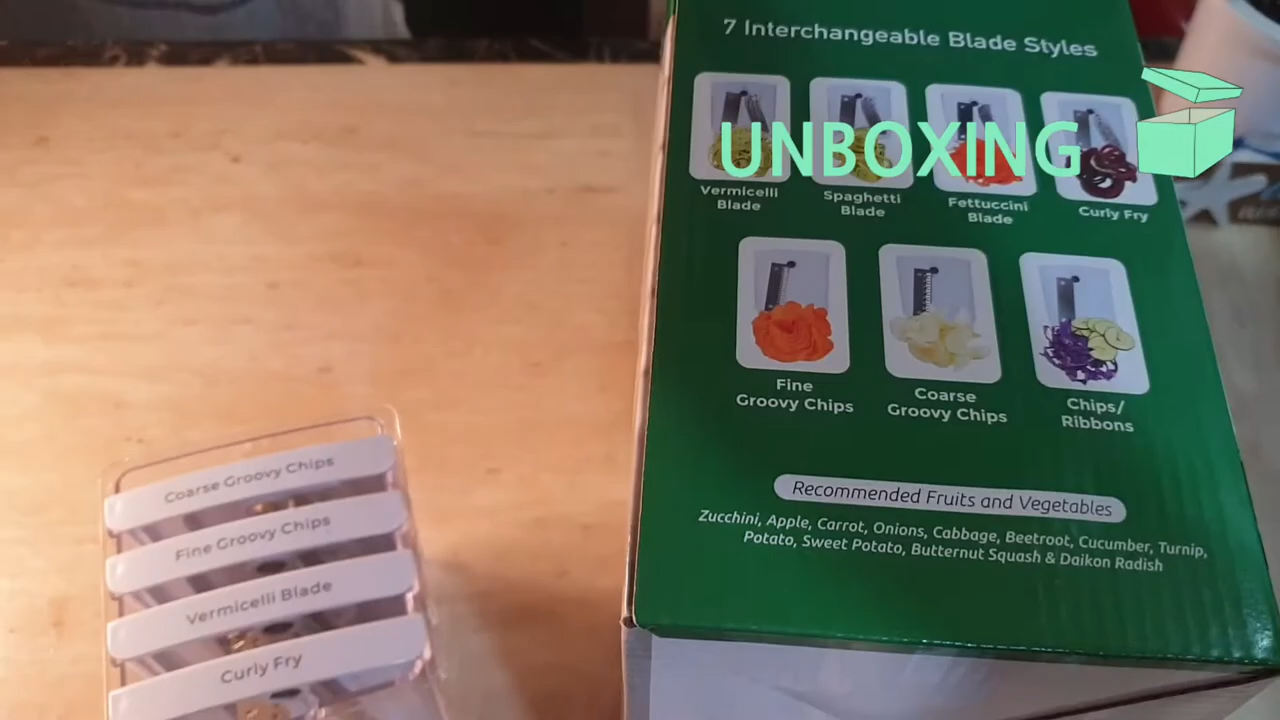 7 Interchangeable Blade Styles
UNBOXING
Vermicelli
Blade
Spaghetti
Blade
Fettuccini
Blade
Curly Fry
Fine
Groovy Chips
Coarse
Groovy Chips
Chips/
Ribbons
Recommended Fruits and Vegetables
Zucchini, Apple, Carrot, Onions, Cabbage, Beetroot, Cucumber, Turnip,
Potato, Sweet Potato, Butternut Squash & Daikon Radish
Coarse Groovy Chips
Fine Groovy Chips
Vermicelli Blade
Curly Fry